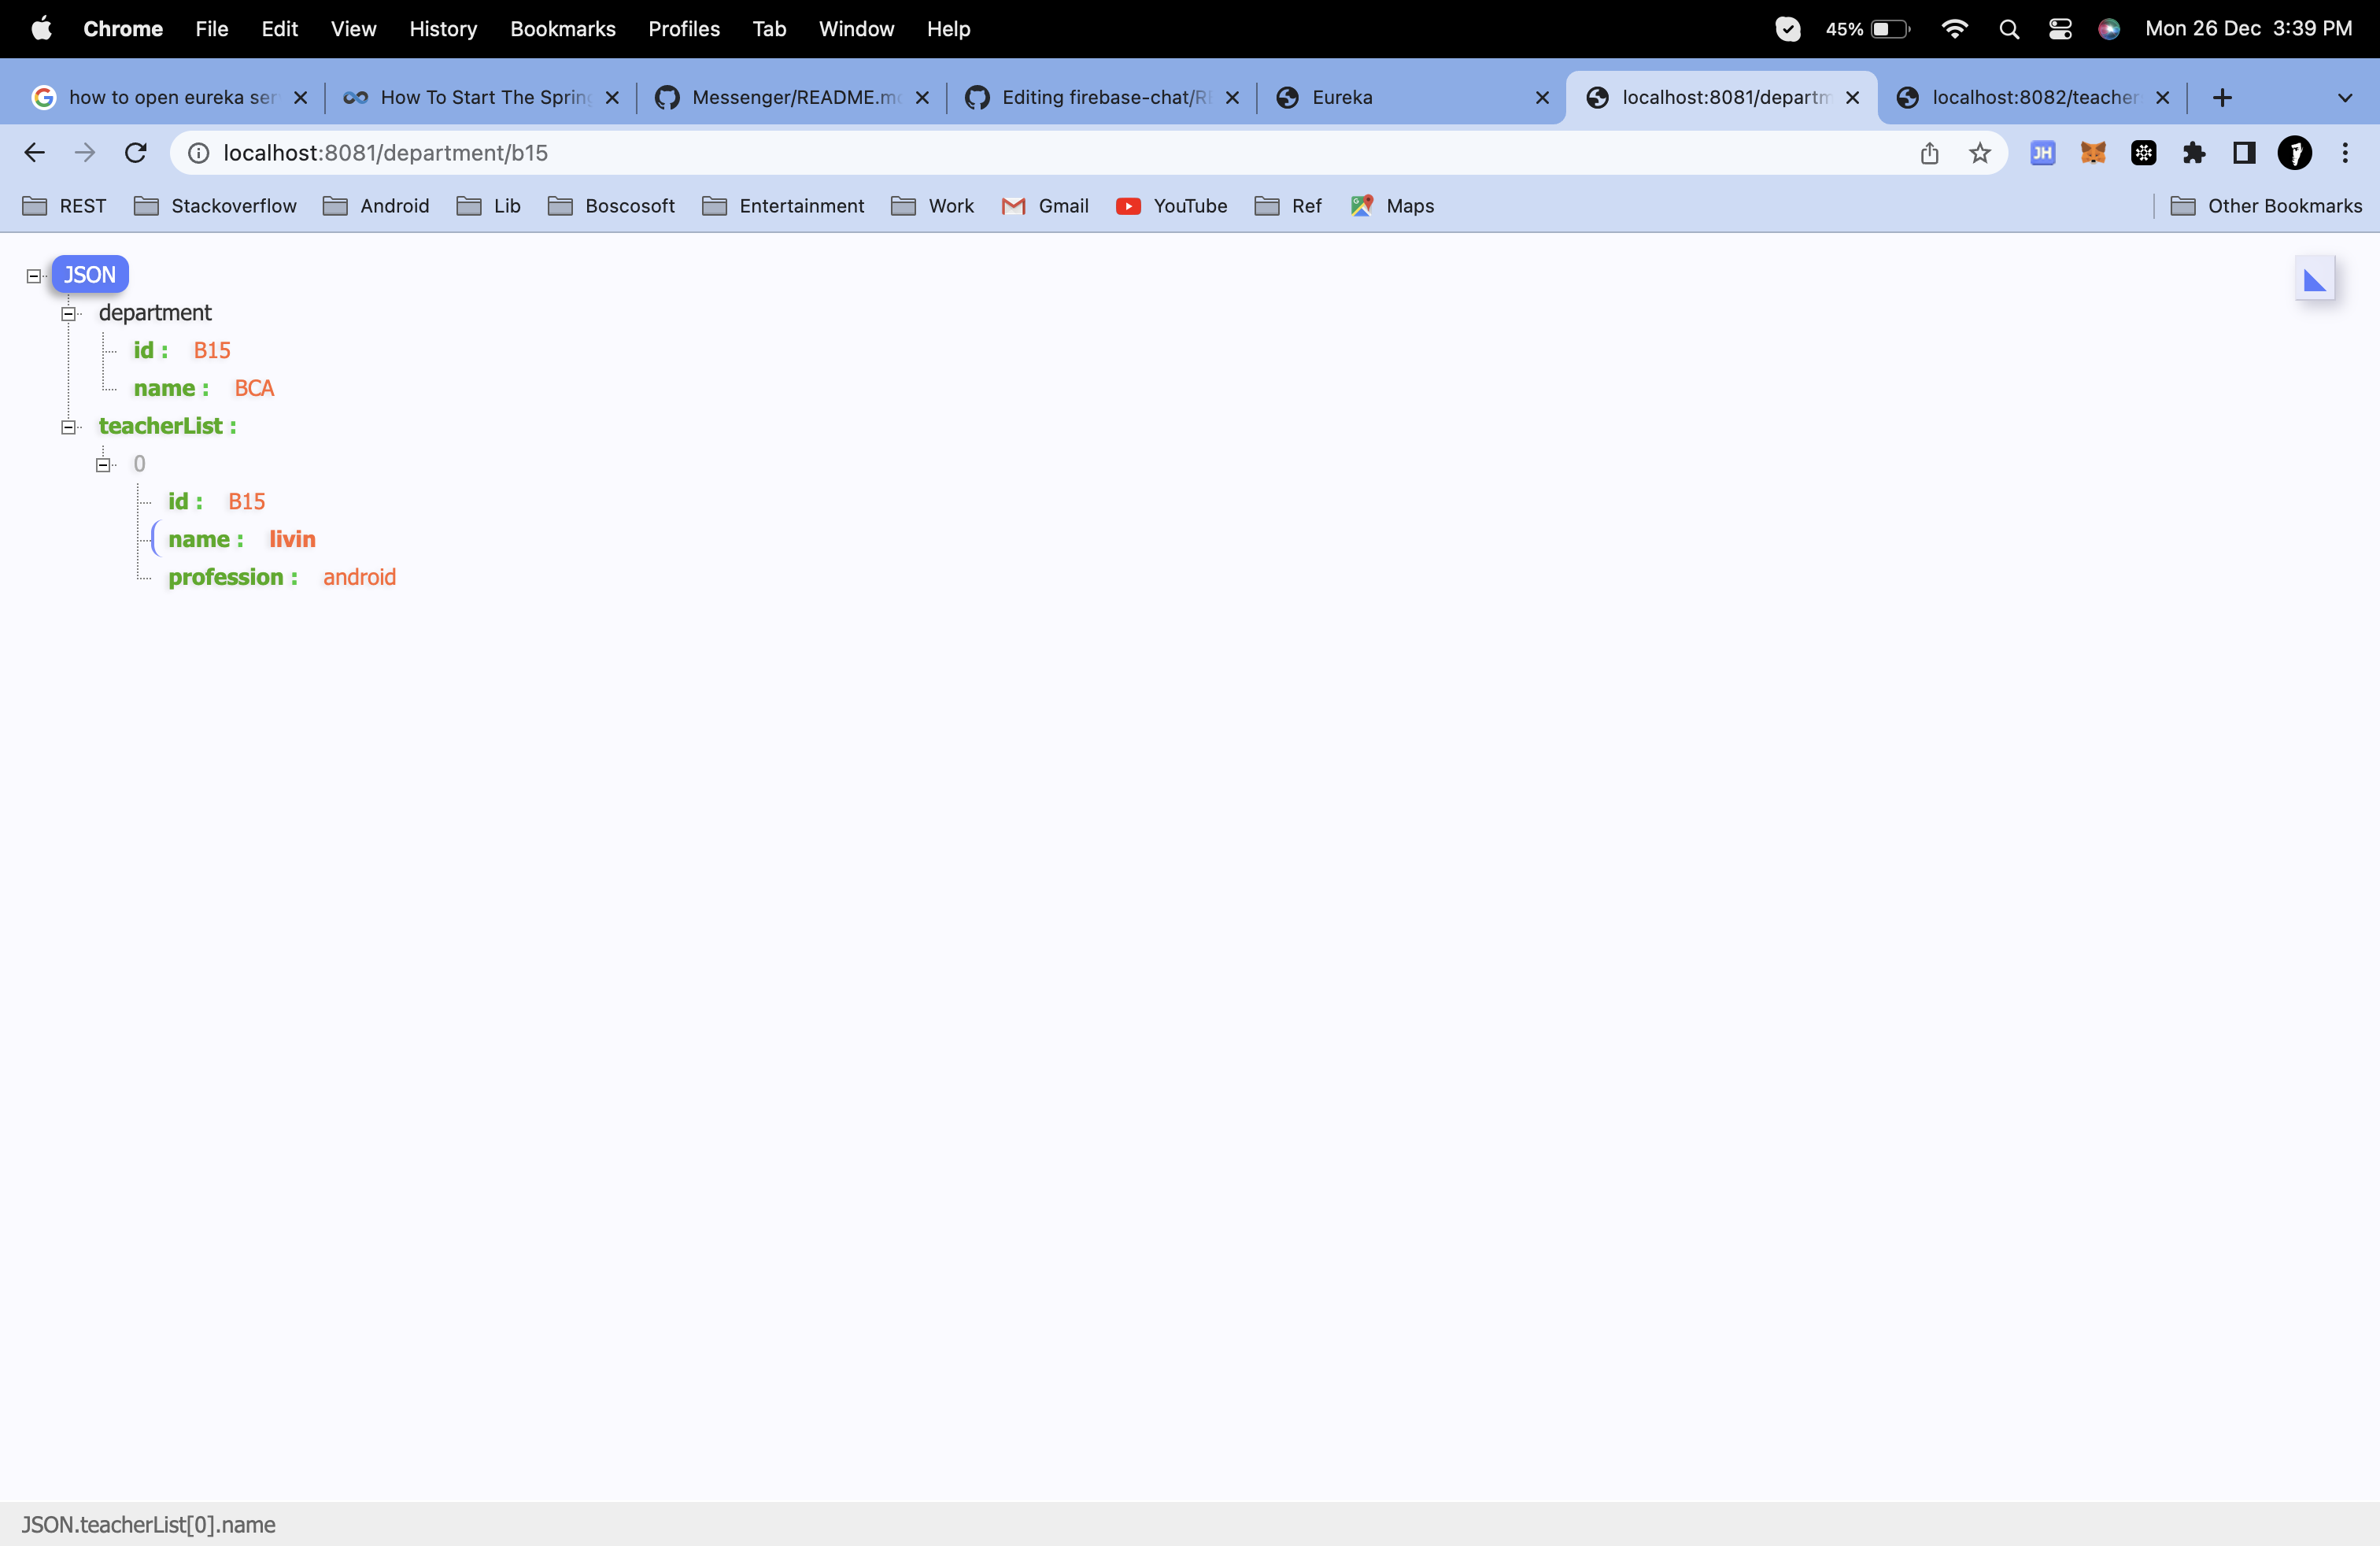 Chrome File Edit View History Bookmarks Profiles Tab Window Help 45% Mon 26 Dec 3:39 PM
how to open eureka ser How To Start The Spring Messenger/README.m Editing firebase-chat/R Eureka localhost:8081/departm localhost:8082/teacher
localhost:8081/department/b15 JH
REST Stackoverflow Android Lib Boscosoft Entertainment Work Gmail YouTube Ref Maps Other Bookmarks
JSON
department
id : B15
name : BCA
teacherList :
0
id : B15
name : livin
profession : android
JSON.teacherList[0].name